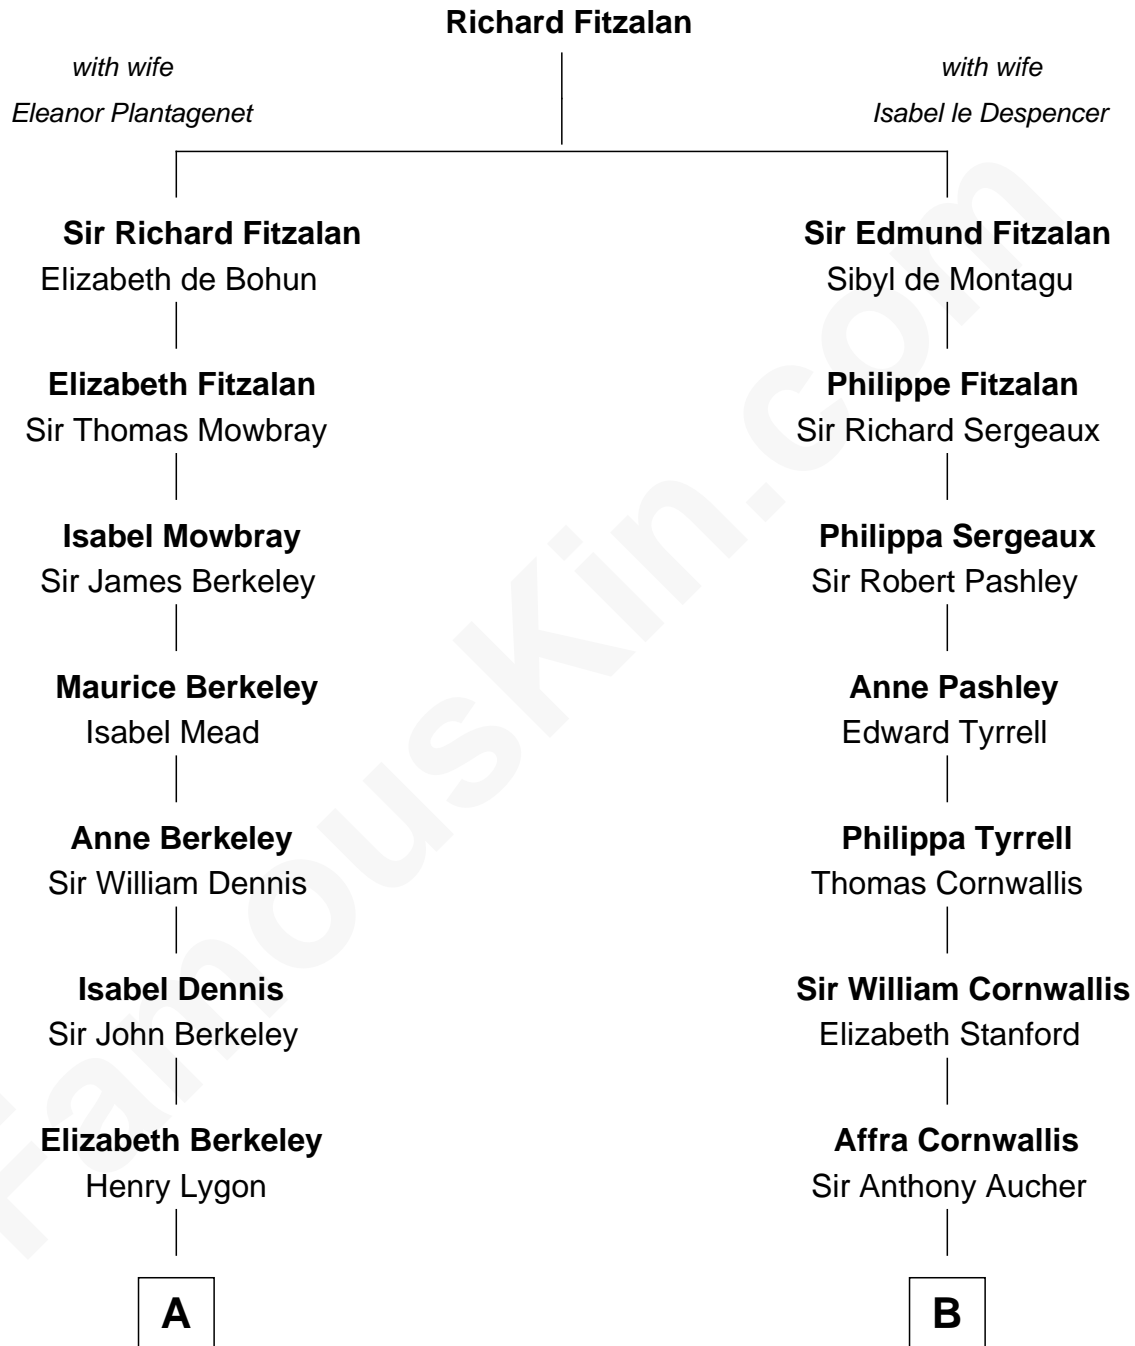 Richard Fitzalan
with wife
Eleanor Plantagenet
with wife
Isabel le Despencer
Sir Richard Fitzalan
Elizabeth de Bohun
Sir Edmund Fitzalan
Sibyl de Montagu
Elizabeth Fitzalan
Sir Thomas Mowbray
Philippe Fitzalan
Sir Richard Sergeaux
Isabel Mowbray
Sir James Berkeley
Philippa Sergeaux
Sir Robert Pashley
Maurice Berkeley
Isabel Mead
Anne Pashley
Edward Tyrrell
Anne Berkeley
Sir William Dennis
Philippa Tyrrell
Thomas Cornwallis
Isabel Dennis
Sir John Berkeley
Sir William Cornwallis
Elizabeth Stanford
Elizabeth Berkeley
Henry Lygon
Affra Cornwallis
Sir Anthony Aucher
A
B
FamousKin.com